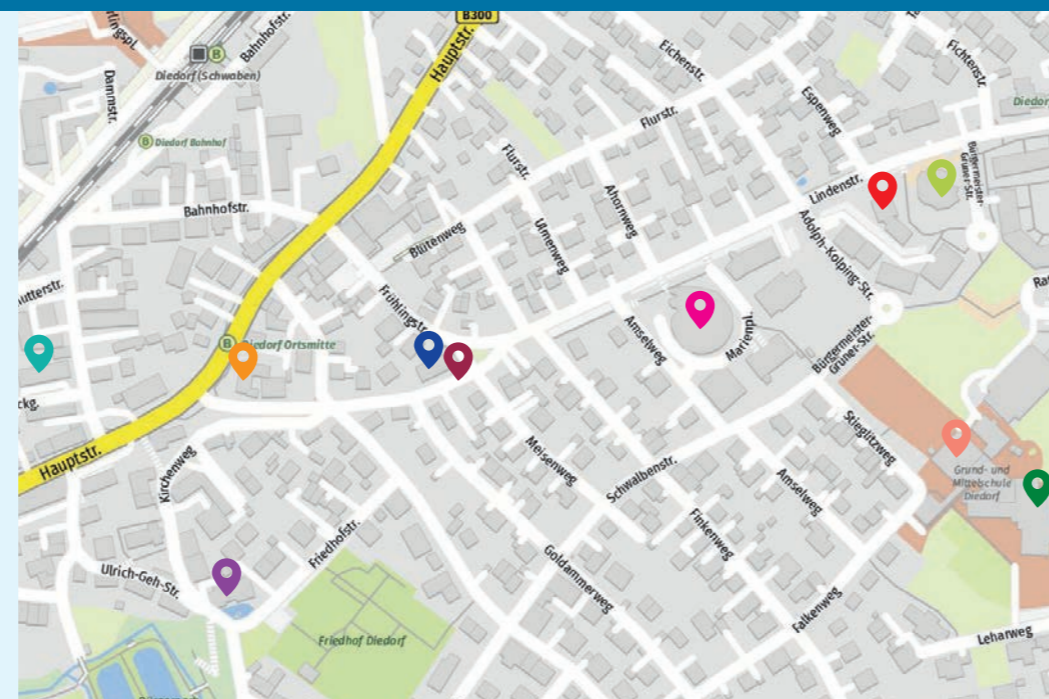 B300
Hauptstr.
Bahnhofstr.
B
Diedorf (Schwaben)
Dammstr.
B Diedorf Bahnhof
Eichenstr.
Fichtenstr.
Espenweg
Flurstr.
Flurstr.
Bürgermeister-
Gruner-Str.
Lindenstr.
Ahornweg
Bahnhofstr.
Blütenweg
Ulmenweg
Adolph-Kolping-Str.
Frühlingstr.
B Diedorf Ortsmitte
Amselweg
Marienpl.
Bürgermeister-
Gruner-Str.
Hauptstr.
Kirchenweg
Meisenweg
Schwalbenstr.
Stieglitzweg
Amselweg
Grund- und
Mittelschule
Diedorf
Finkenweg
Friedhofstr.
Ulrich-Geh-Str.
Goldammerweg
Falkenweg
Friedhof Diedorf
Leharweg